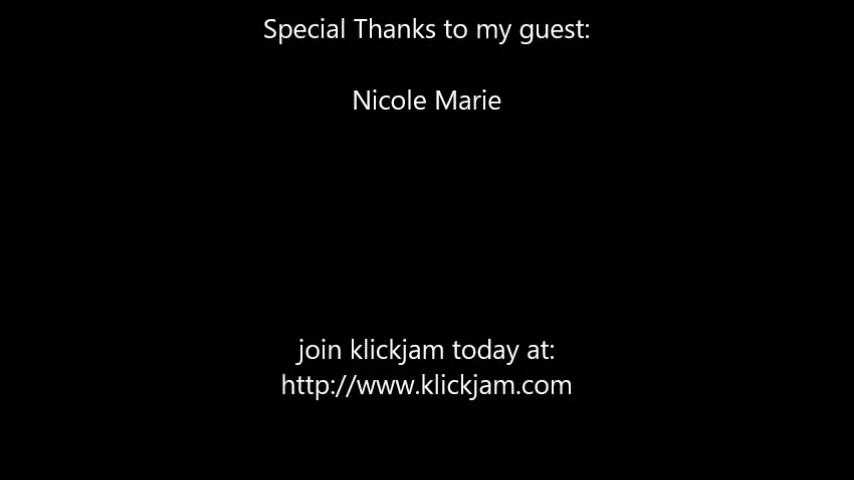 Special Thanks to my guest:
Nicole Marie
join klickjam today at:
http://www.klickjam.com